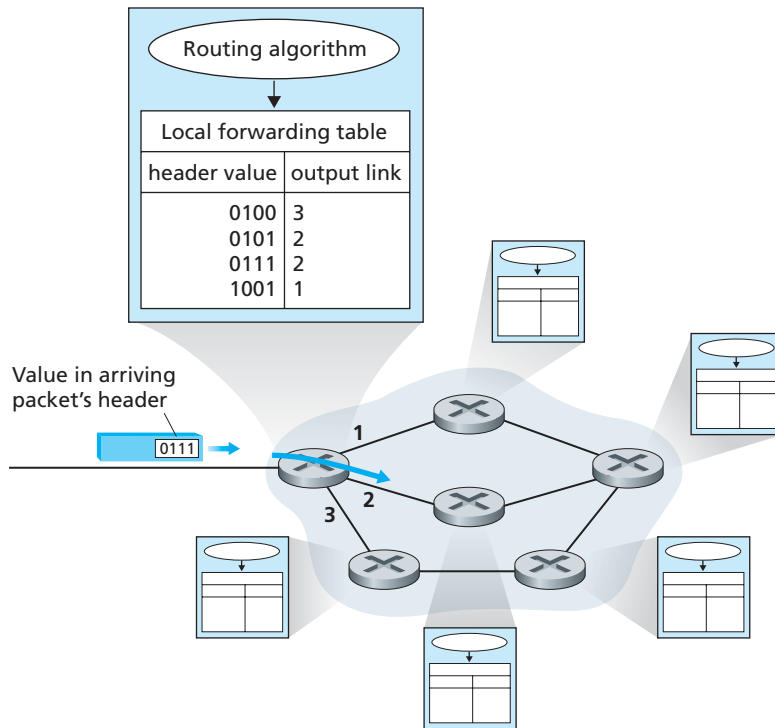 Routing algorithm
Local forwarding table
header value output link
0100 3
0101 2
0111 2
1001 1
Value in arriving
packet's header
0111
1
2
3